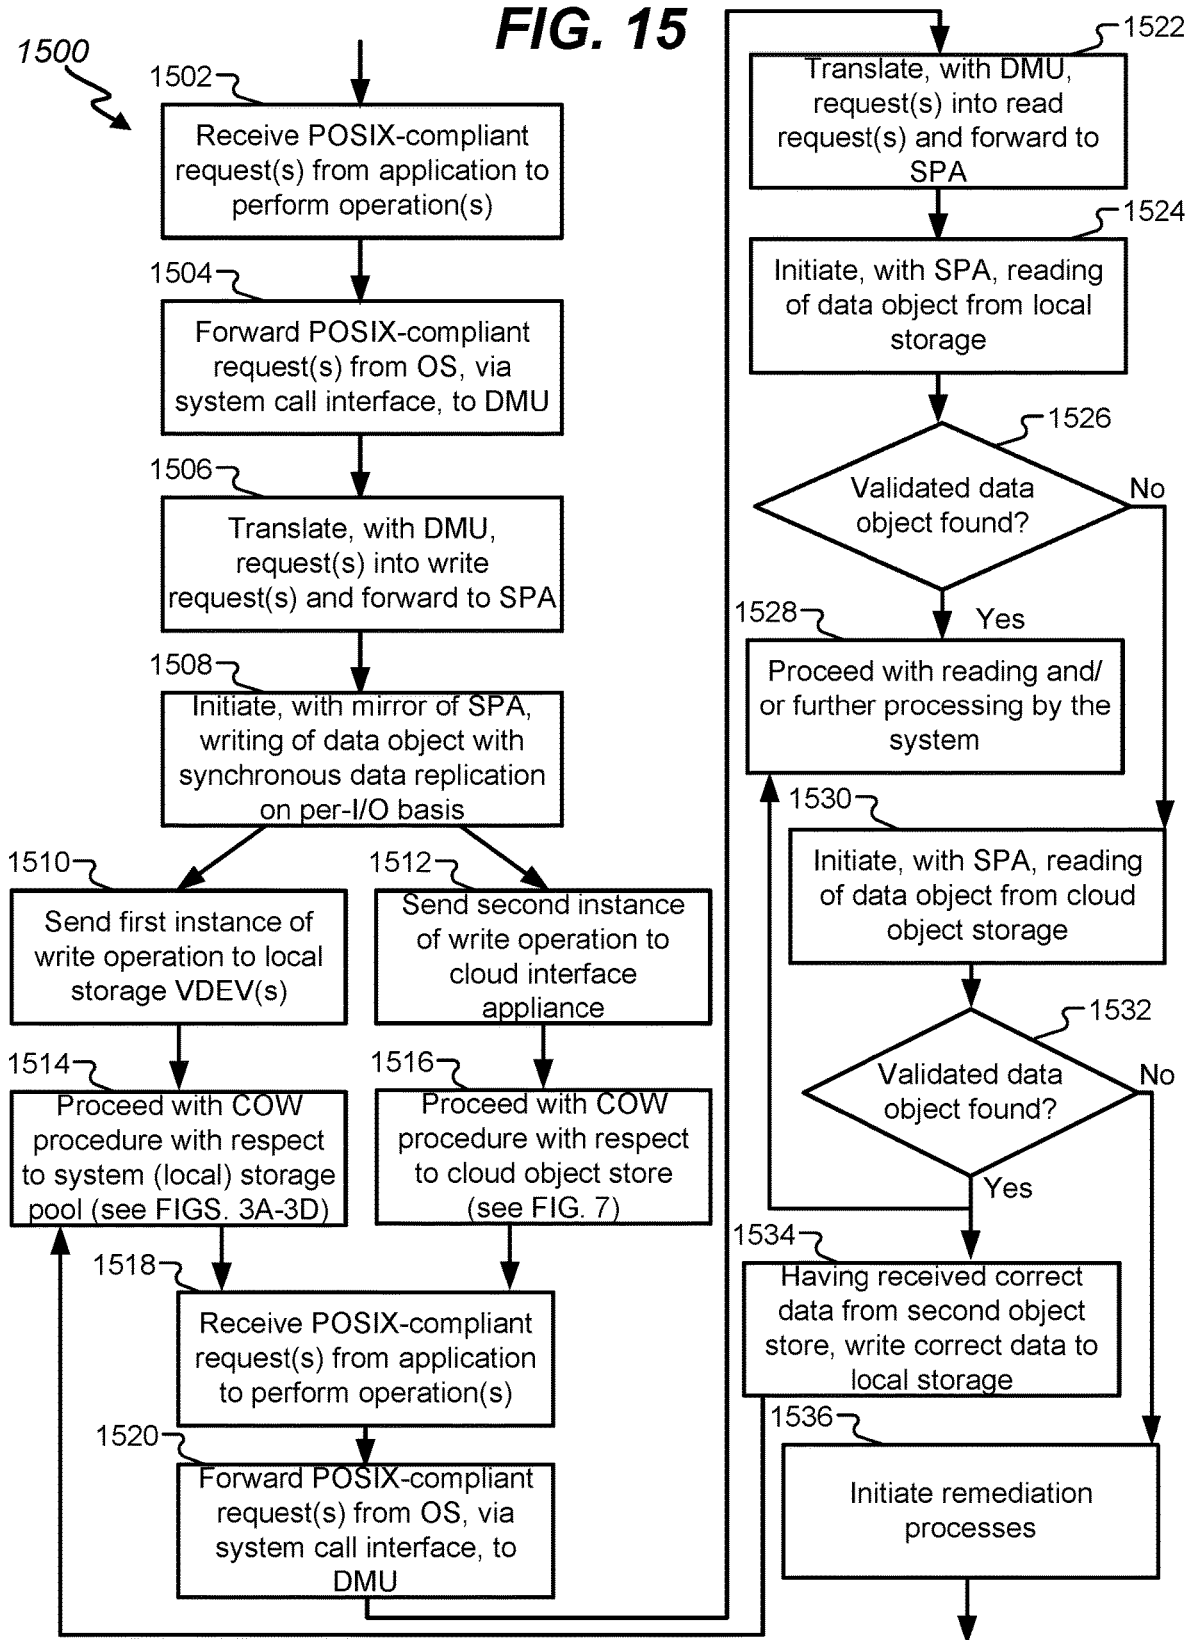 FIG. 15
1500
1502
Receive POSIX-compliant
request(s) from application to
perform operation(s)
1504
Forward POSIX-compliant
request(s) from OS, via
system call interface, to DMU
1506
Translate, with DMU,
request(s) into write
request(s) and forward to SPA
1508
Initiate, with mirror of SPA,
writing of data object with
synchronous data replication
on per-I/O basis
1510
Send first instance of
write operation to local
storage VDEV(s)
1512
Send second instance
of write operation to
cloud interface
appliance
1514
Proceed with COW
procedure with respect
to system (local) storage
pool (see FIGS. 3A-3D)
1516
Proceed with COW
procedure with respect
to cloud object store
(see FIG. 7)
1518
Receive POSIX-compliant
request(s) from application
to perform operation(s)
1520
Forward POSIX-compliant
request(s) from OS, via
system call interface, to
DMU
1522
Translate, with DMU,
request(s) into read
request(s) and forward to
SPA
1524
Initiate, with SPA, reading
of data object from local
storage
1526
Validated data
object found?
No
Yes
1528
Proceed with reading and/
or further processing by the
system
1530
Initiate, with SPA, reading
of data object from cloud
object storage
1532
Validated data
object found?
No
Yes
1534
Having received correct
data from second object
store, write correct data to
local storage
1536
Initiate remediation
processes